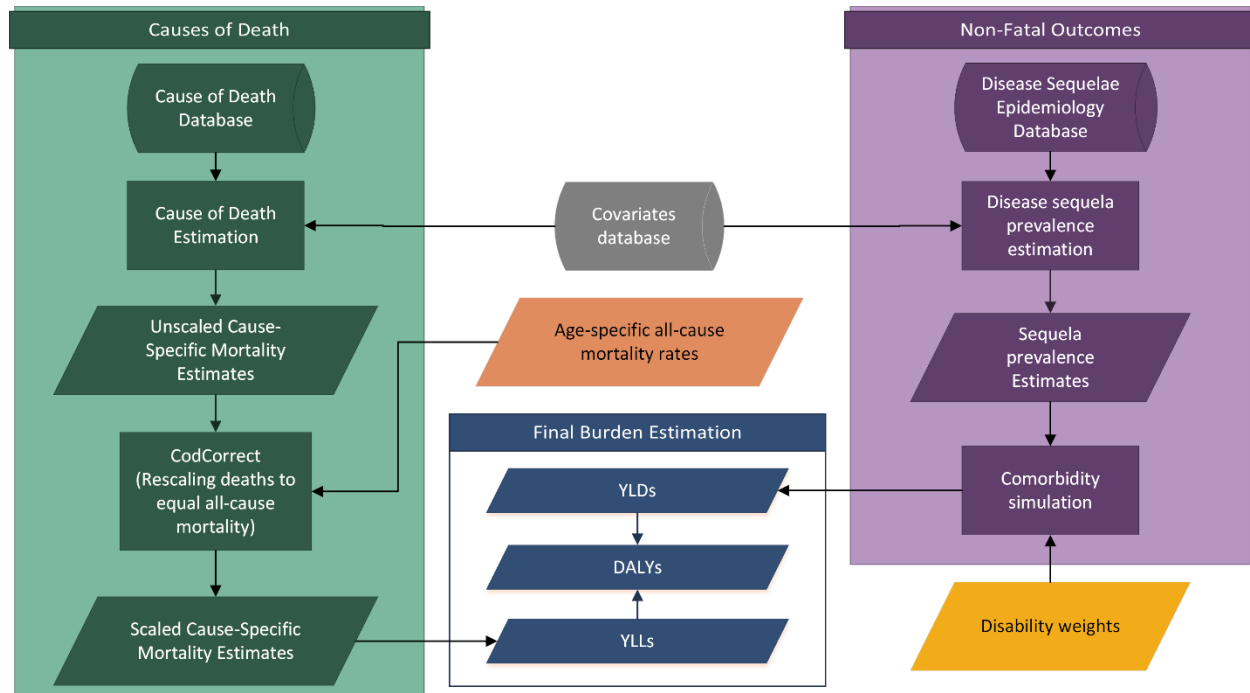 Causes of Death
Cause of Death
Database
Cause of Death
Estimation
Unscaled Cause-
Specific Mortality
Estimates
CodCorrect
(Rescaling deaths to
equal all-cause
mortality)
Scaled Cause-Specific
Mortality Estimates
Covariates
database
Age-specific all-cause
mortality rates
Final Burden Estimation
YLDs
DALYs
YLLs
Non-Fatal Outcomes
Disease Sequelae
Epidemiology
Database
Disease sequela
prevalence
estimation
Sequela
prevalence
Estimates
Comorbidity
simulation
Disability weights